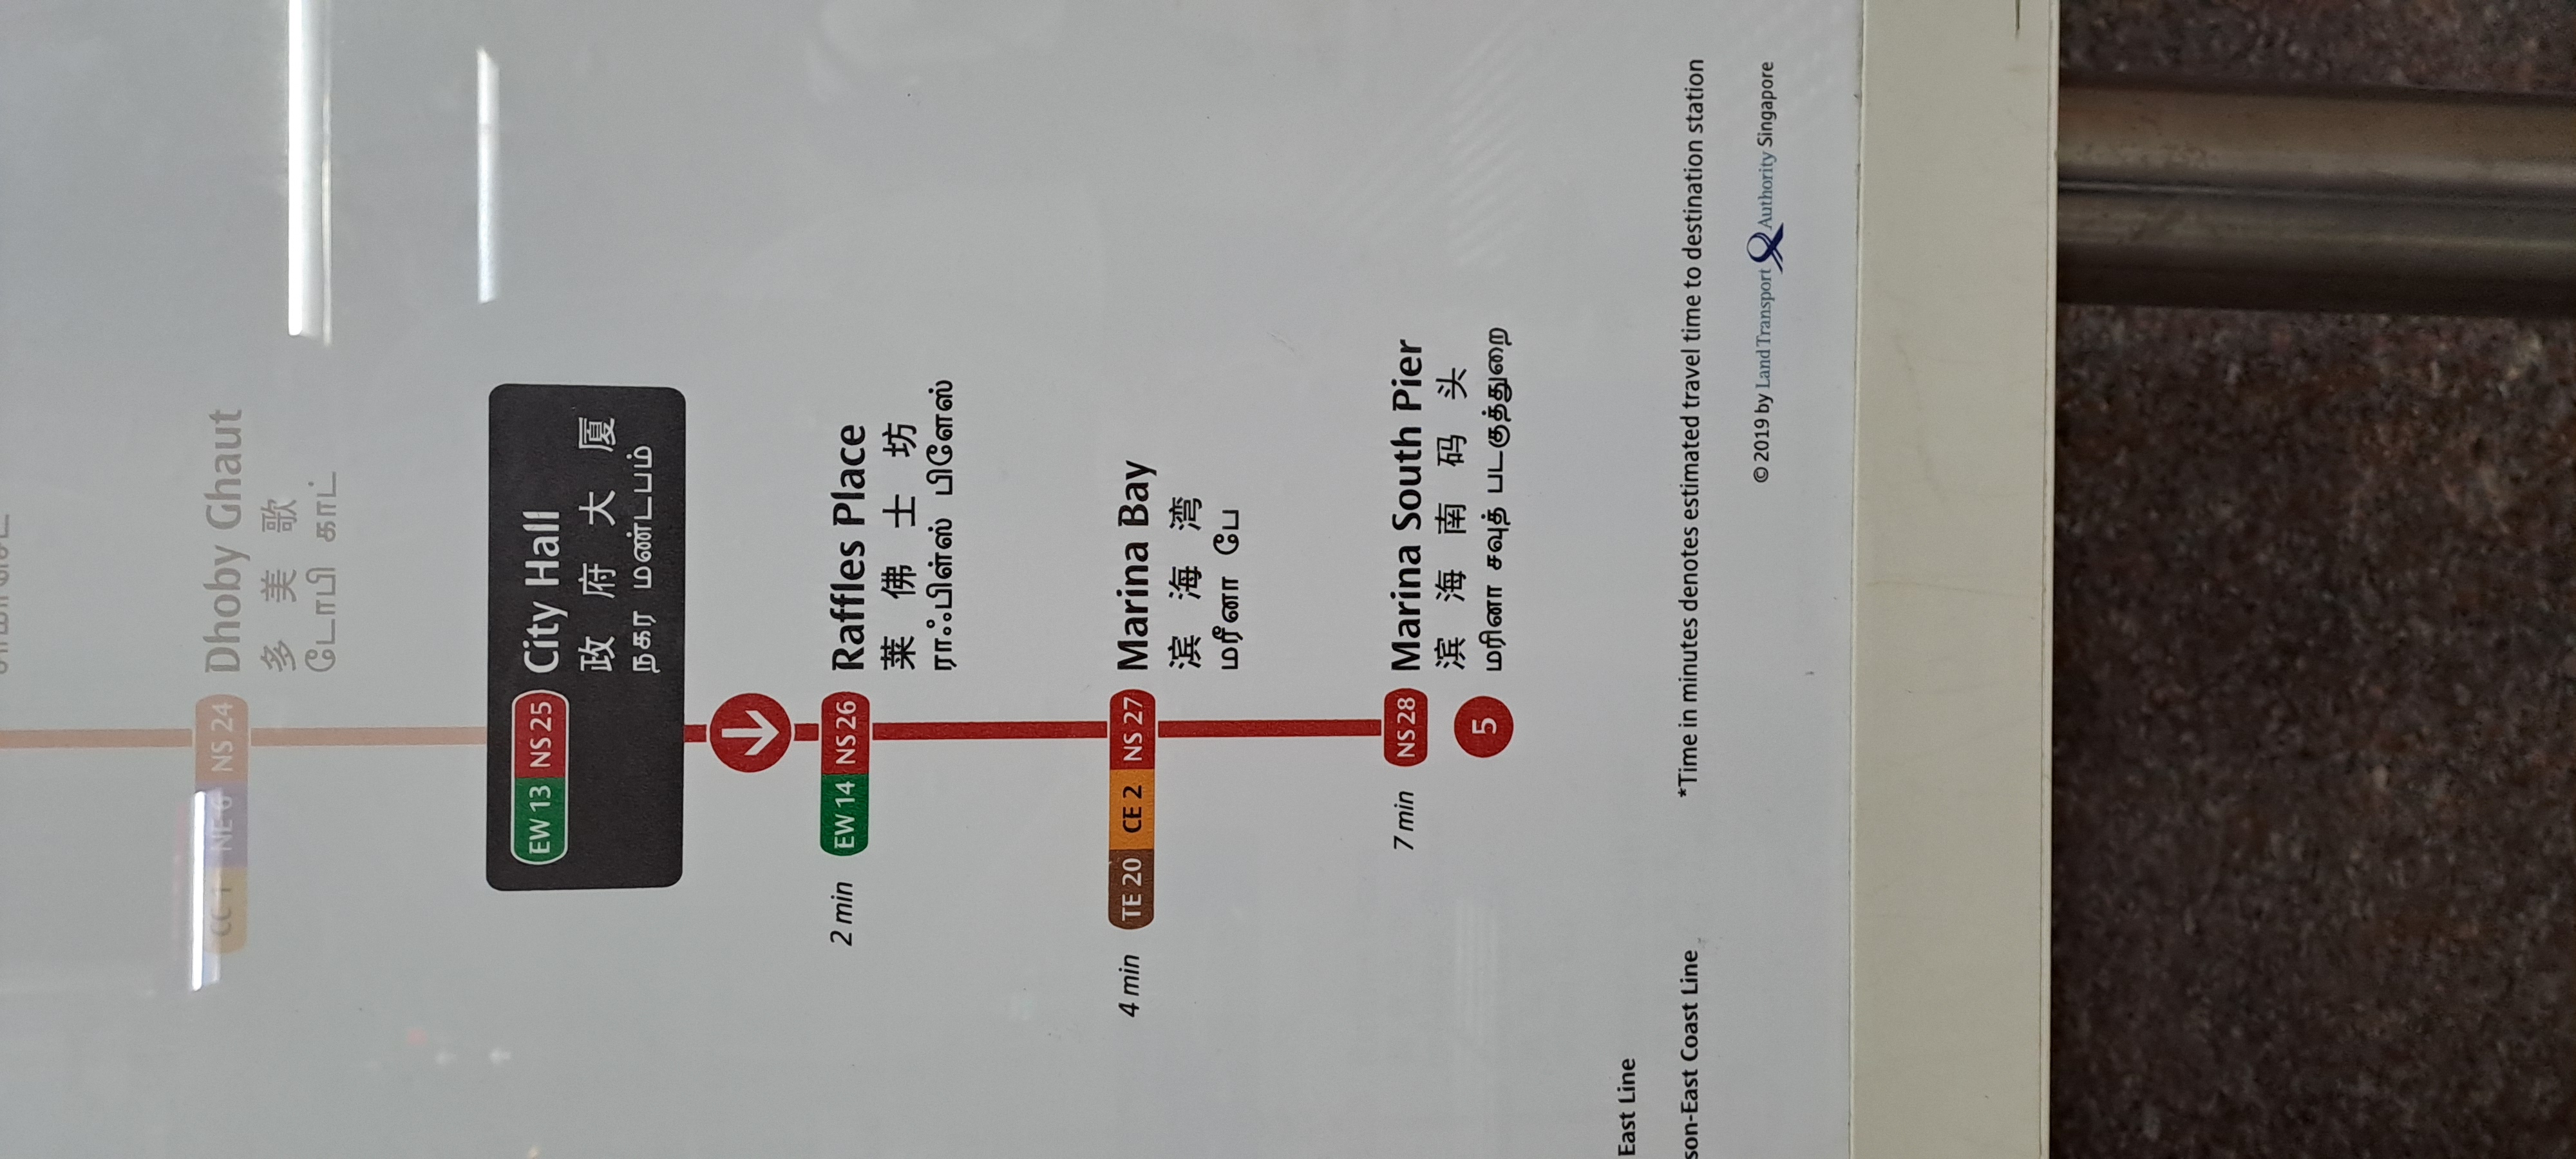 CC 1 NE 6 NS 24 Dhoby Ghaut
多美歌
டோபி காட்
EW 13 NS 25 City Hall
政府大厦
நகர மண்டபம்
2 min EW 14 NS 26 Raffles Place
莱佛士坊
ராஃபிள்ஸ் பிளேஸ்
4 min TE 20 CE 2 NS 27 Marina Bay
滨海湾
மரீனா பே
7 min NS 28 Marina South Pier
滨海南码头
5 மரினா சவுத் படகுத்துறை
East Line
son-East Coast Line
*Time in minutes denotes estimated travel time to destination station
© 2019 by Land Transport Authority Singapore